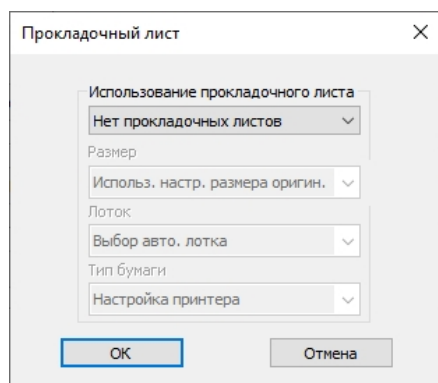 Прокладочный лист
Использование прокладочного листа
Нет прокладочных листов
Размер
Использ. настр. размера оригин.
Лоток
Выбор авто. лотка
Тип бумаги
Настройка принтера
ОК
Отмена